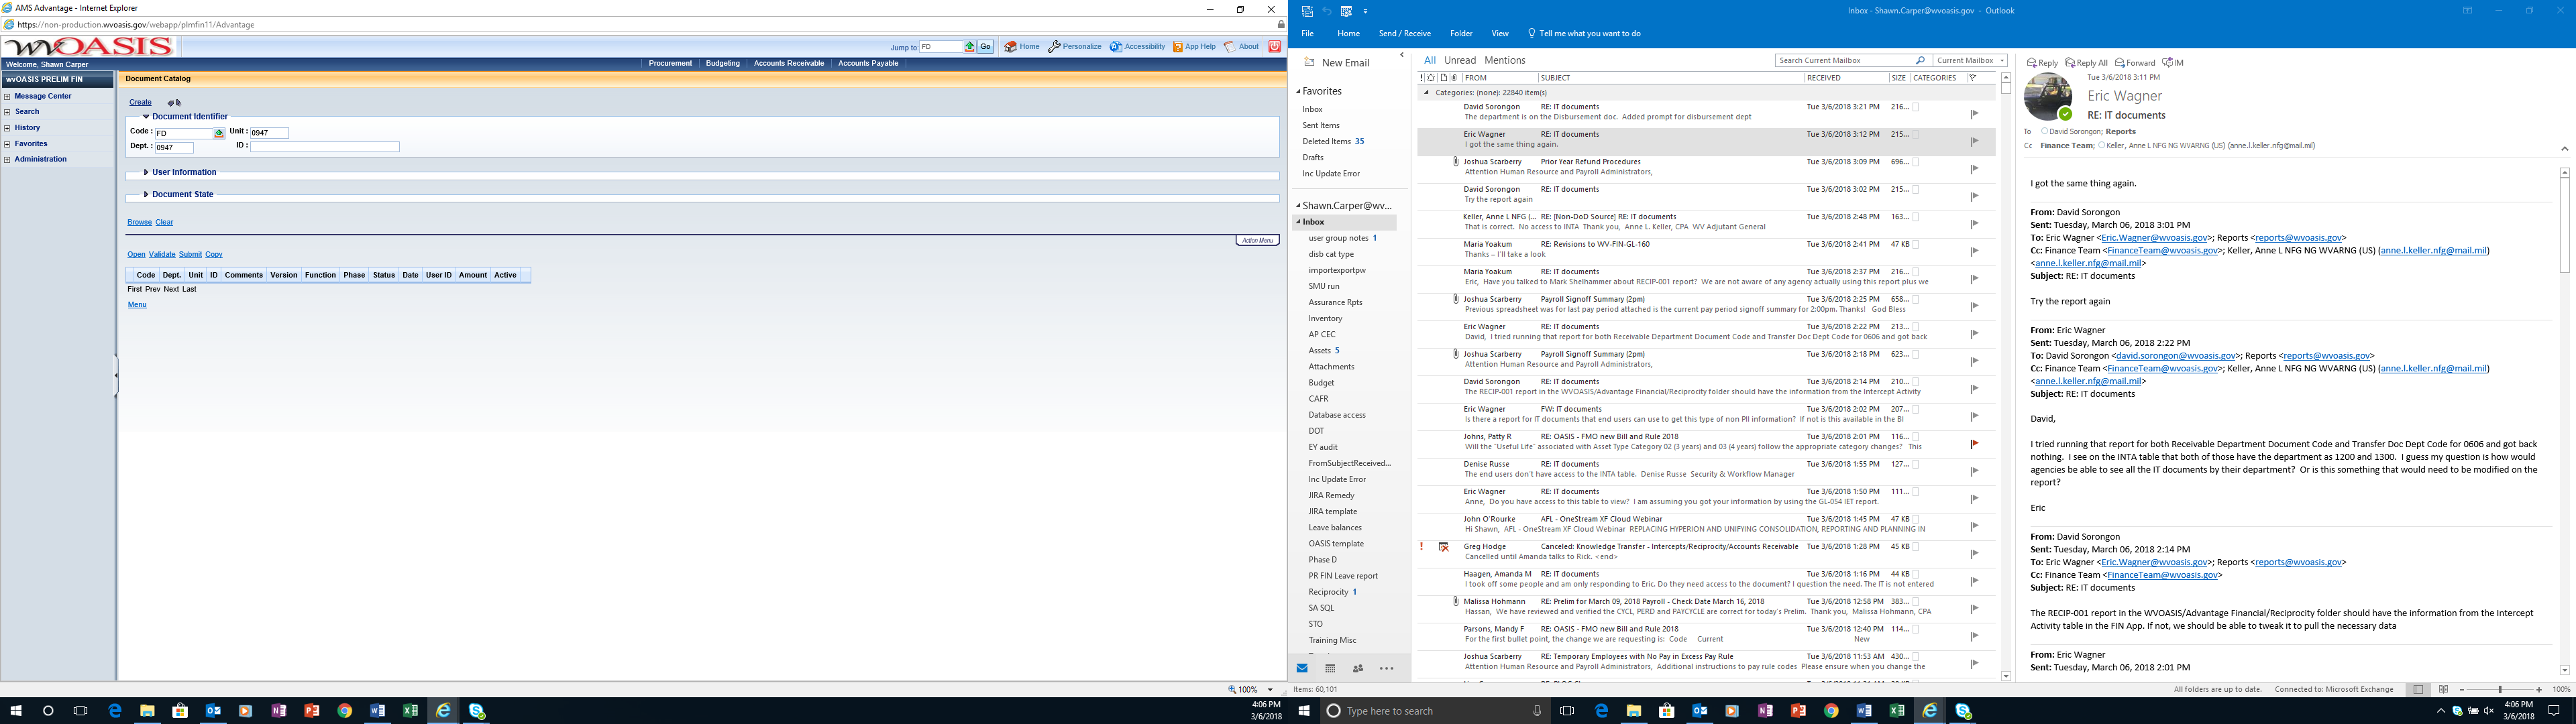 AMS Advantage - Internet Explorer
https://non-production.wvoasis.gov/webapp/plmfin11/Advantage
wvOASIS
Jump to: FD Go Home Personalize Accessibility App Help About
Welcome, Shawn Carper
Procurement Budgeting Accounts Receivable Accounts Payable
wvOASIS PRELIM FIN
Message Center
Search
History
Favorites
Administration
Document Catalog
Create
Document Identifier
Code : FD Unit : 0947
Dept. : 0947 ID :
User Information
Document State
Browse Clear
Action Menu
Open Validate Submit Copy
Code Dept. Unit ID Comments Version Function Phase Status Date User ID Amount Active
First Prev Next Last
Menu
100%
4:06 PM
3/6/2018
Inbox - Shawn.Carper@wvoasis.gov - Outlook
File Home Send / Receive Folder View Tell me what you want to do
New Email
Favorites
Inbox
Sent Items
Deleted Items 35
Drafts
Inc Update Error
Shawn.Carper@wv...
Inbox
user group notes 1
disb cat type
importexportpw
SMU run
Assurance Rpts
Inventory
AP CEC
Assets 5
Attachments
Budget
CAFR
Database access
DOT
EY audit
FromSubjectReceived...
Inc Update Error
JIRA Remedy
JIRA template
Leave balances
OASIS template
Phase D
PR FIN Leave report
Reciprocity 1
SA SQL
STO
Training Misc
All Unread Mentions
Search Current Mailbox Current Mailbox
FROM SUBJECT RECEIVED SIZE CATEGORIES
Categories: (none): 22840 item(s)
David Sorongon RE: IT documents Tue 3/6/2018 3:21 PM 216...
The department is on the Disbursement doc. Added prompt for disbursement dept
Eric Wagner RE: IT documents Tue 3/6/2018 3:12 PM 215...
I got the same thing again.
Joshua Scarberry Prior Year Refund Procedures Tue 3/6/2018 3:09 PM 696...
Attention Human Resource and Payroll Administrators,
David Sorongon RE: IT documents Tue 3/6/2018 3:02 PM 215...
Try the report again
Keller, Anne L NFG (... RE: [Non-DoD Source] RE: IT documents Tue 3/6/2018 2:48 PM 163...
That is correct. No access to INTA Thank you, Anne L. Keller, CPA WV Adjutant General
Maria Yoakum RE: Revisions to WV-FIN-GL-160 Tue 3/6/2018 2:41 PM 47 KB
Thanks – I'll take a look
Maria Yoakum RE: IT documents Tue 3/6/2018 2:37 PM 216...
Eric, Have you talked to Mark Shelhammer about RECIP-001 report? We are not aware of any agency actually using this report plus we
Joshua Scarberry Payroll Signoff Summary (2pm) Tue 3/6/2018 2:25 PM 658...
Previous spreadsheet was for last pay period attached is the current pay period signoff summary for 2:00pm. Thanks! God Bless
Eric Wagner RE: IT documents Tue 3/6/2018 2:22 PM 213...
David, I tried running that report for both Receivable Department Document Code and Transfer Doc Dept Code for 0606 and got back
Joshua Scarberry Payroll Signoff Summary (2pm) Tue 3/6/2018 2:18 PM 623...
Attention Human Resource and Payroll Administrators,
David Sorongon RE: IT documents Tue 3/6/2018 2:14 PM 210...
The RECIP-001 report in the WVOASIS/Advantage Financial/Reciprocity folder should have the information from the Intercept Activity
Eric Wagner FW: IT documents Tue 3/6/2018 2:02 PM 207...
Is there a report for IT documents that end users can use to get this type of non PII information? If not is this available in the BI
Johns, Patty R RE: OASIS - FMO new Bill and Rule 2018 Tue 3/6/2018 2:01 PM 116...
Will the "Useful Life" associated with Asset Type Category 02 (3 years) and 03 (4 years) follow the appropriate category changes? This
Denise Russe RE: IT documents Tue 3/6/2018 1:55 PM 127...
The end users don't have access to the INTA table. Denise Russe Security & Workflow Manager
Eric Wagner RE: IT documents Tue 3/6/2018 1:50 PM 111...
Anne, Do you have access to this table to view? I am assuming you got your information by using the GL-054 IET report.
John O'Rourke AFL - OneStream XF Cloud Webinar Tue 3/6/2018 1:45 PM 47 KB
Hi Shawn, AFL - OneStream XF Cloud Webinar REPLACING HYPERION AND UNIFYING CONSOLIDATION, REPORTING AND PLANNING IN
Greg Hodge Canceled: Knowledge Transfer - Intercepts/Reciprocity/Accounts Receivable Tue 3/6/2018 1:28 PM 45 KB
Cancelled until Amanda talks to Rick. <end>
Haagen, Amanda M RE: IT documents Tue 3/6/2018 1:16 PM 44 KB
I took off some people and am only responding to Eric. Do they need access to the document? I question the need. The IT is not entered
Malissa Hohmann RE: Prelim for March 09, 2018 Payroll - Check Date March 16, 2018 Tue 3/6/2018 12:58 PM 383...
Hassan, We have reviewed and verified the CYCL, PERD and PAYCYCLE are correct for today's Prelim. Thank you, Malissa Hohmann, CPA
Parsons, Mandy F RE: OASIS - FMO new Bill and Rule 2018 Tue 3/6/2018 12:40 PM 114...
For the first bullet point, the change we are requesting is: Code Current New
Joshua Scarberry RE: Temporary Employees with No Pay in Excess Pay Rule Tue 3/6/2018 11:53 AM 430...
Attention Human Resource and Payroll Administrators, Additional instructions to pay rule codes Please ensure when you change the
Reply Reply All Forward IM
Tue 3/6/2018 3:11 PM
Eric Wagner
RE: IT documents
To David Sorongon; Reports
Cc Finance Team; Keller, Anne L NFG NG WVARNG (US) (anne.l.keller.nfg@mail.mil)
I got the same thing again.
From: David Sorongon
Sent: Tuesday, March 06, 2018 3:01 PM
To: Eric Wagner <Eric.Wagner@wvoasis.gov>; Reports <reports@wvoasis.gov>
Cc: Finance Team <FinanceTeam@wvoasis.gov>; Keller, Anne L NFG NG WVARNG (US) (anne.l.keller.nfg@mail.mil)
<anne.l.keller.nfg@mail.mil>
Subject: RE: IT documents
Try the report again
From: Eric Wagner
Sent: Tuesday, March 06, 2018 2:22 PM
To: David Sorongon <david.sorongon@wvoasis.gov>; Reports <reports@wvoasis.gov>
Cc: Finance Team <FinanceTeam@wvoasis.gov>; Keller, Anne L NFG NG WVARNG (US) (anne.l.keller.nfg@mail.mil)
<anne.l.keller.nfg@mail.mil>
Subject: RE: IT documents
David,
I tried running that report for both Receivable Department Document Code and Transfer Doc Dept Code for 0606 and got back
nothing. I see on the INTA table that both of those have the department as 1200 and 1300. I guess my question is how would
agencies be able to see all the IT documents by their department? Or is this something that would need to be modified on the
report?
Eric
From: David Sorongon
Sent: Tuesday, March 06, 2018 2:14 PM
To: Eric Wagner <Eric.Wagner@wvoasis.gov>; Reports <reports@wvoasis.gov>
Cc: Finance Team <FinanceTeam@wvoasis.gov>
Subject: RE: IT documents
The RECIP-001 report in the WVOASIS/Advantage Financial/Reciprocity folder should have the information from the Intercept
Activity table in the FIN App. If not, we should be able to tweak it to pull the necessary data
From: Eric Wagner
Sent: Tuesday, March 06, 2018 2:01 PM
Items: 60,101
All folders are up to date. Connected to: Microsoft Exchange 100%
Type here to search
4:06 PM
3/6/2018